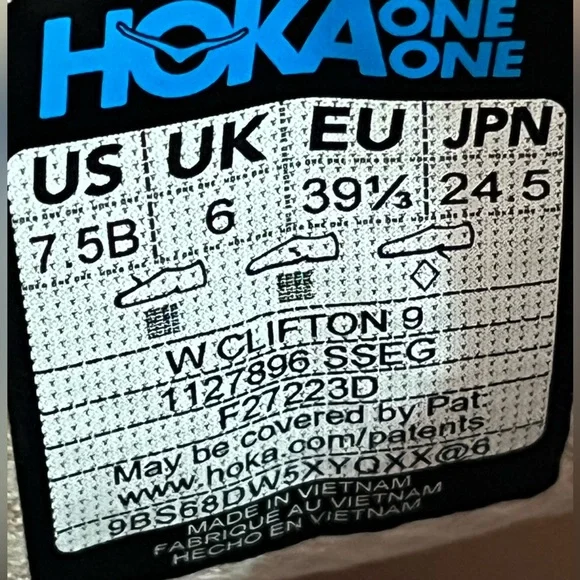 HOKA ONE ONE
US UK EU JPN
7.5B 6 39⅓ 24.5
W CLIFTON 9
1127896 SSEG
F27223D
May be covered by Pat:
www.hoka.com/patents
9BS68DW5XYQXX@6
MADE IN VIETNAM
FABRIQUE AU VIETNAM
HECHO EN VIETNAM